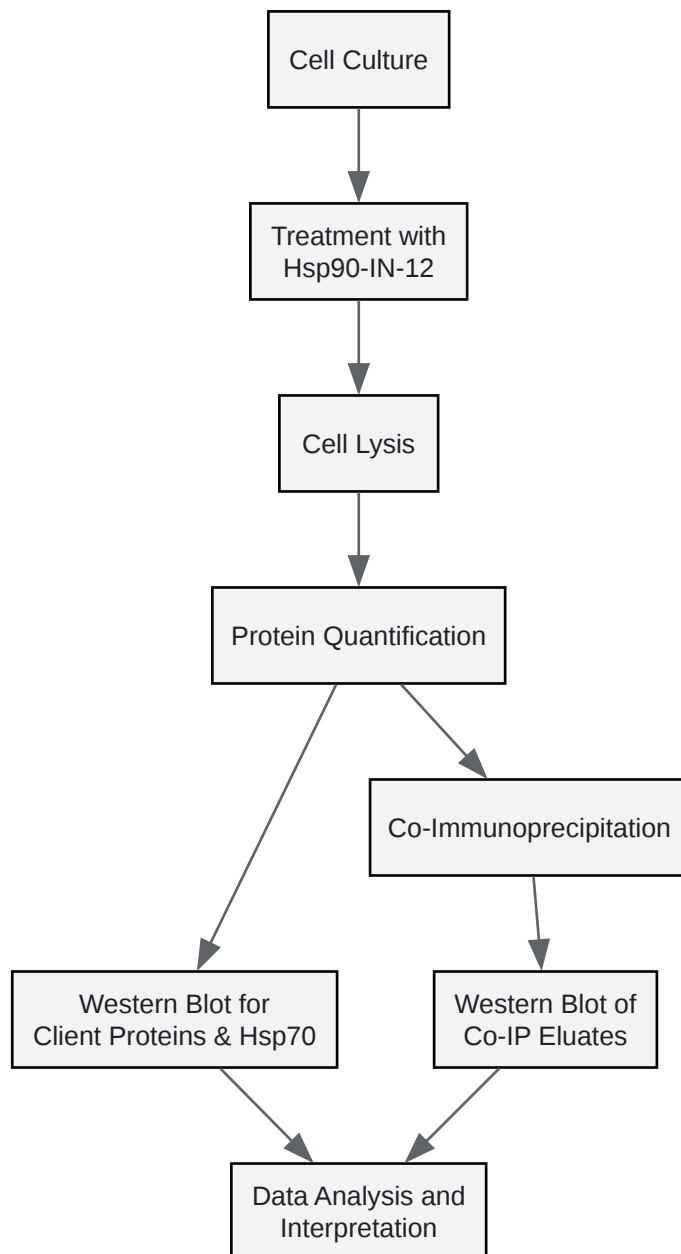 Cell Culture
Treatment with
Hsp90-IN-12
Cell Lysis
Protein Quantification
Co-Immunoprecipitation
Western Blot for
Client Proteins & Hsp70
Western Blot of
Co-IP Eluates
Data Analysis and
Interpretation